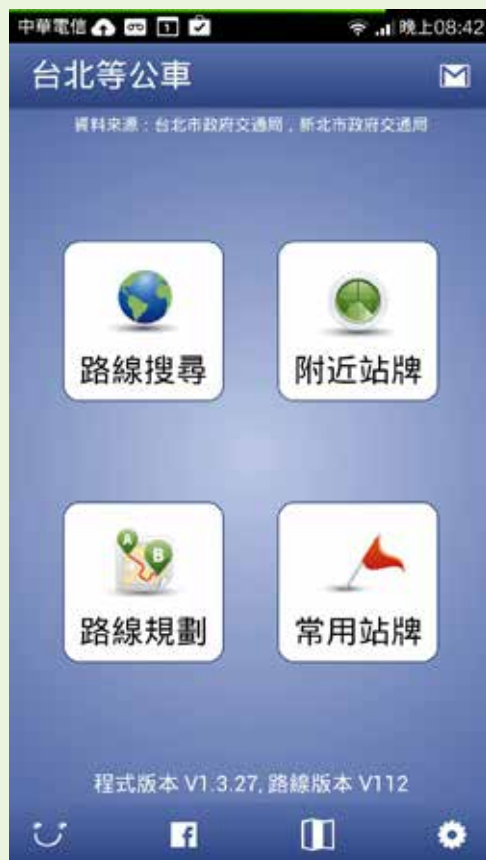 中華電信 1 晚上08:42
台北等公車
資料來源：台北市政府交通局，新北市政府交通局
路線搜尋
附近站牌
A B
路線規劃
常用站牌
程式版本 V1.3.27, 路線版本 V112
f